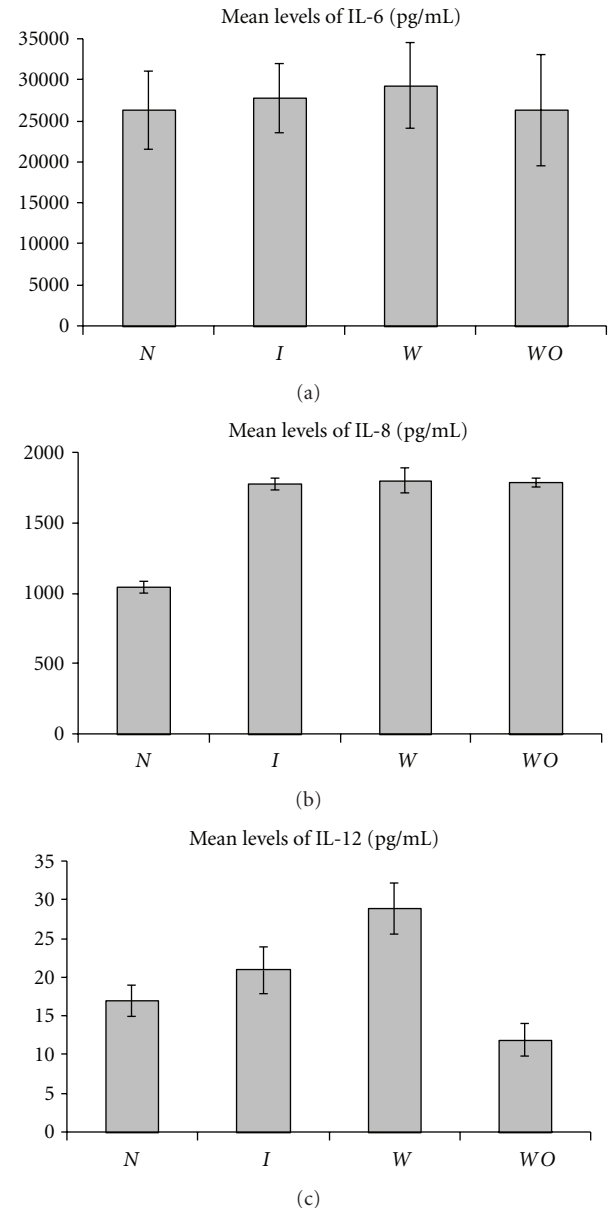 Mean levels of IL-6 (pg/mL)
35000
30000
25000
20000
15000
10000
5000
0
N I W WO
(a)
Mean levels of IL-8 (pg/mL)
2000
1500
1000
500
0
N I W WO
(b)
Mean levels of IL-12 (pg/mL)
35
30
25
20
15
10
5
0
N I W WO
(c)